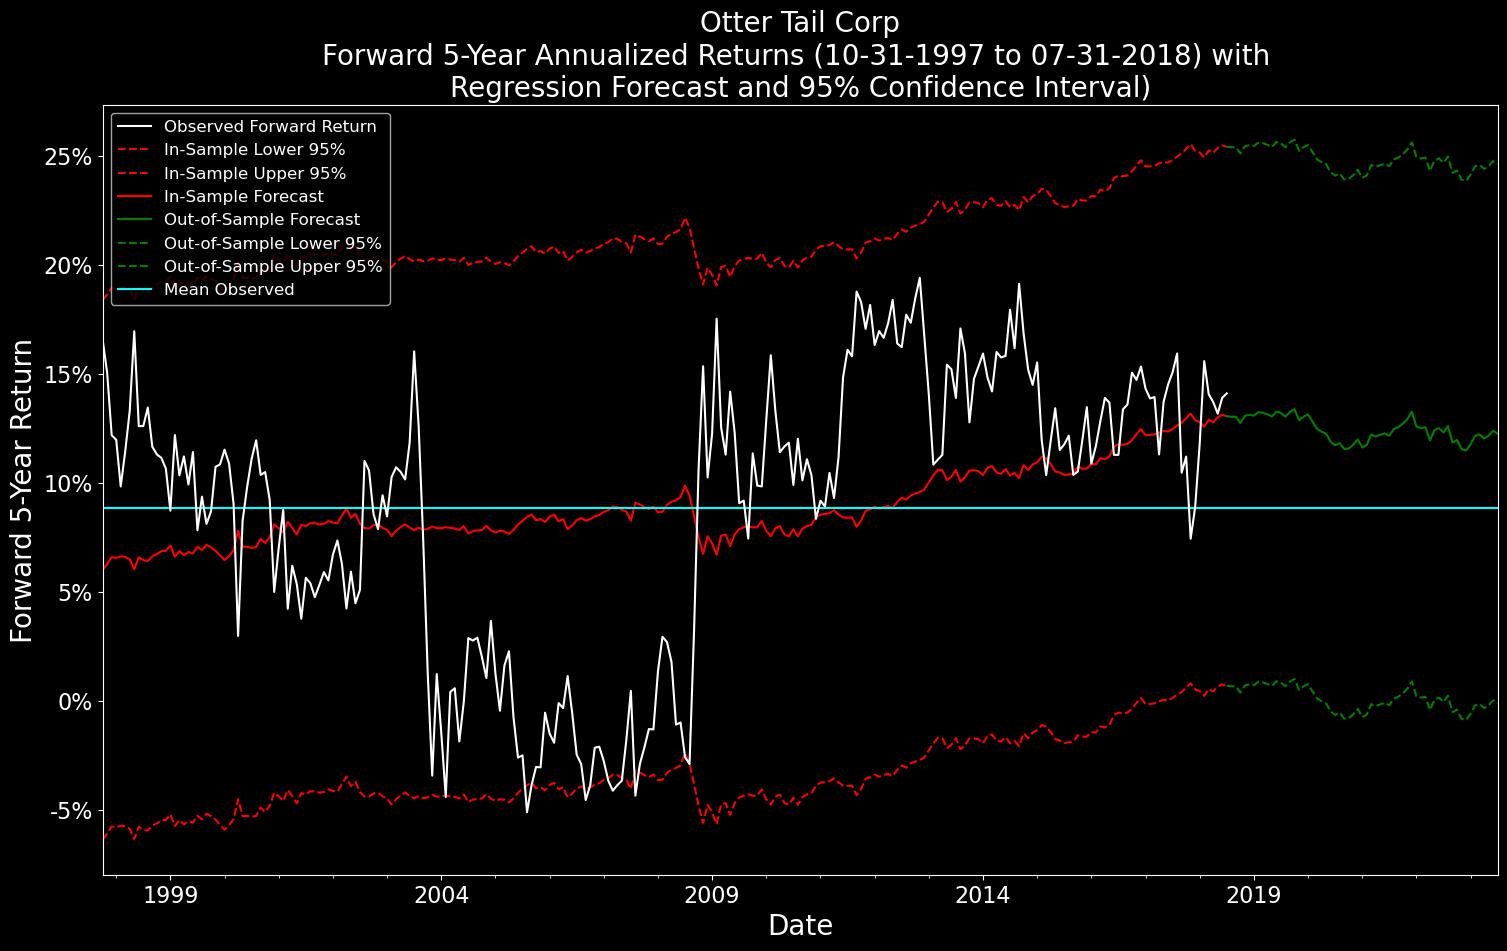 Otter Tail Corp
Forward 5-Year Annualized Returns (10-31-1997 to 07-31-2018) with
Regression Forecast and 95% Confidence Interval)
Observed Forward Return
In-Sample Lower 95%
In-Sample Upper 95%
In-Sample Forecast
Out-of-Sample Forecast
Out-of-Sample Lower 95%
Out-of-Sample Upper 95%
Mean Observed
Forward 5-Year Return
25%
20%
15%
10%
5%
0%
-5%
1999
2004
2009
2014
2019
Date